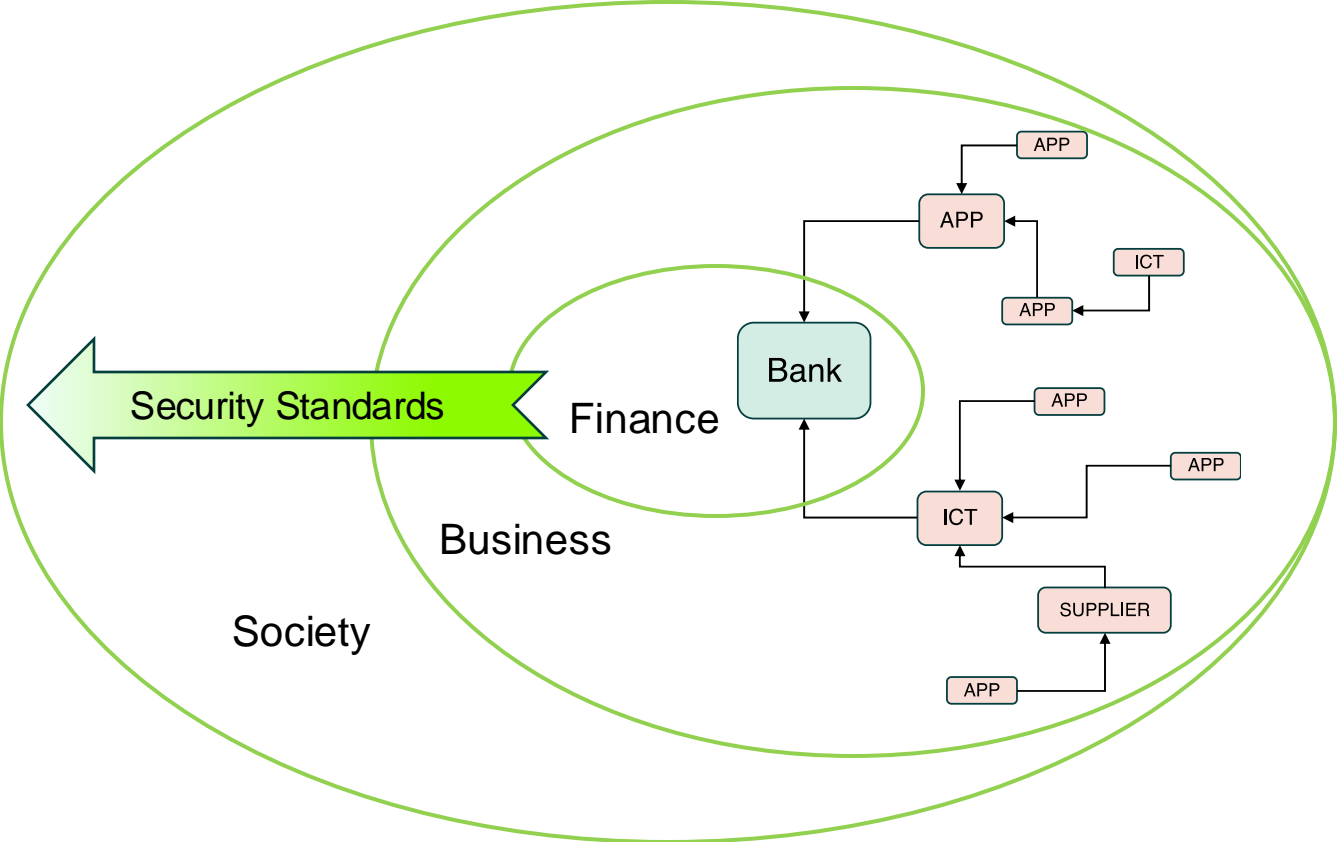 APP
APP
ICT
APP
Bank
Security Standards
Finance
APP
APP
ICT
Business
SUPPLIER
Society
APP